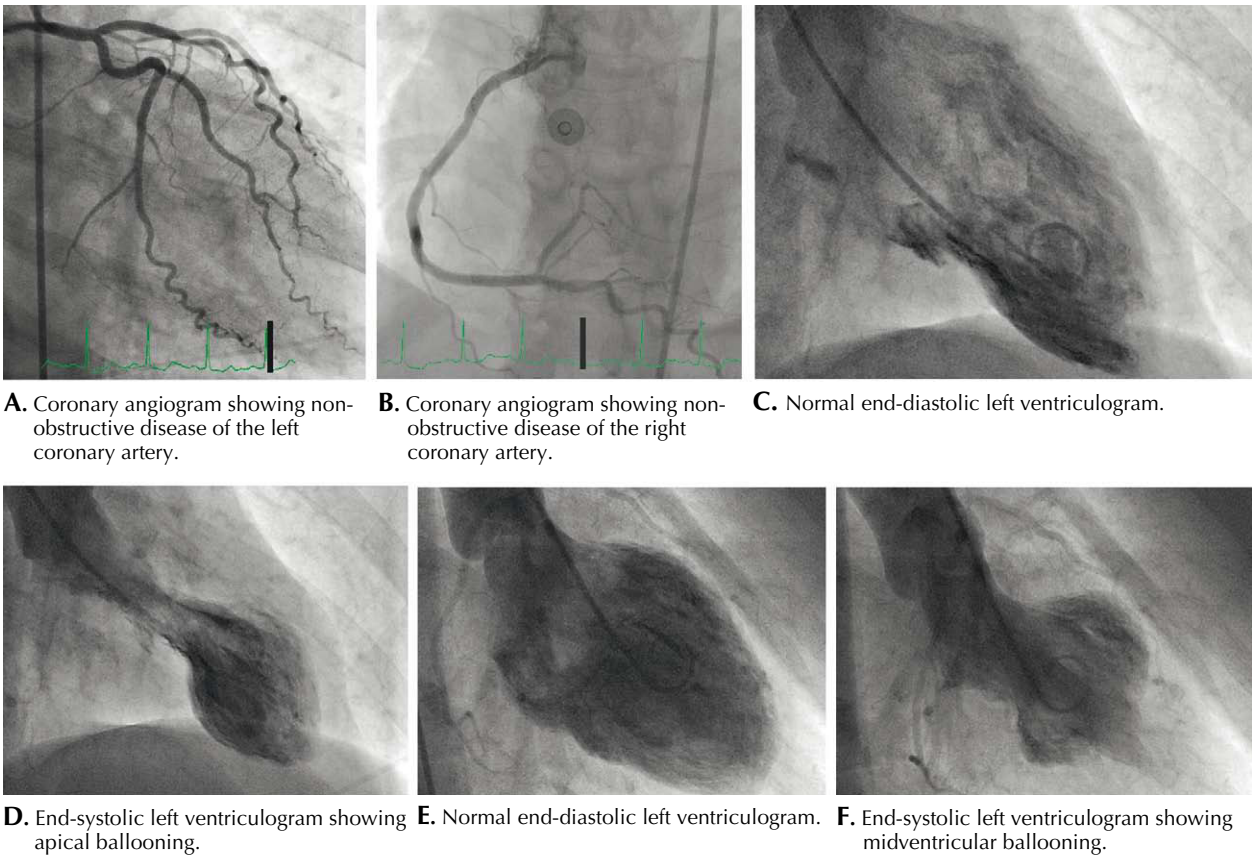 A. Coronary angiogram showing non-
obstructive disease of the left
coronary artery.
B. Coronary angiogram showing non-
obstructive disease of the right
coronary artery.
C. Normal end-diastolic left ventriculogram.
D. End-systolic left ventriculogram showing
apical ballooning.
E. Normal end-diastolic left ventriculogram.
F. End-systolic left ventriculogram showing
midventricular ballooning.